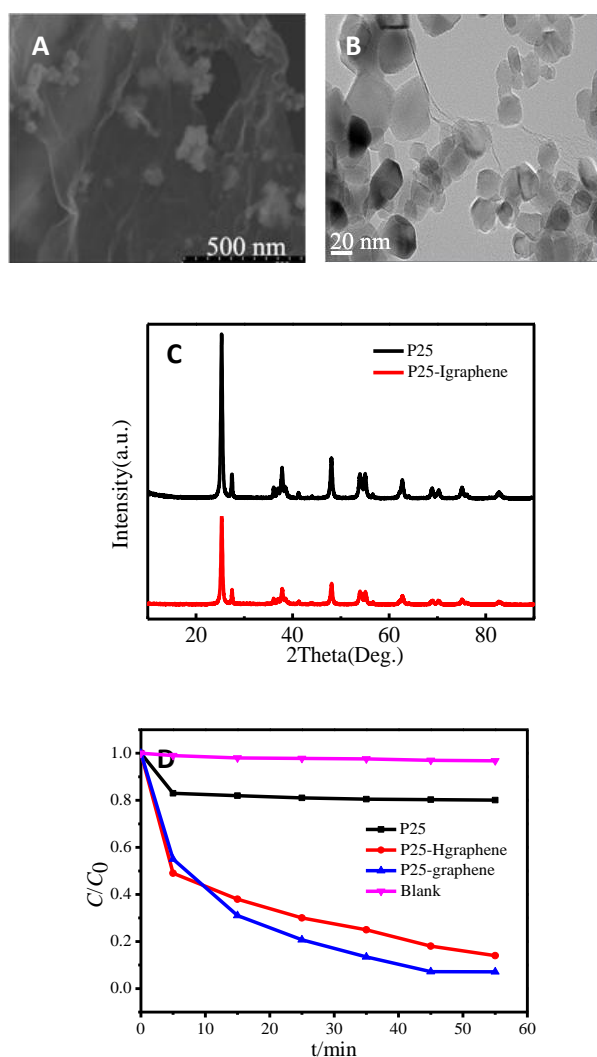 A
500 nm
B
20 nm
C
P25
P25-Igraphene
Intensity(a.u.)
20 40 60 80
2Theta(Deg.)
D
P25
P25-Hgraphene
P25-graphene
Blank
C/C0
1.0
0.8
0.6
0.4
0.2
0.0
0 10 20 30 40 50 60
t/min